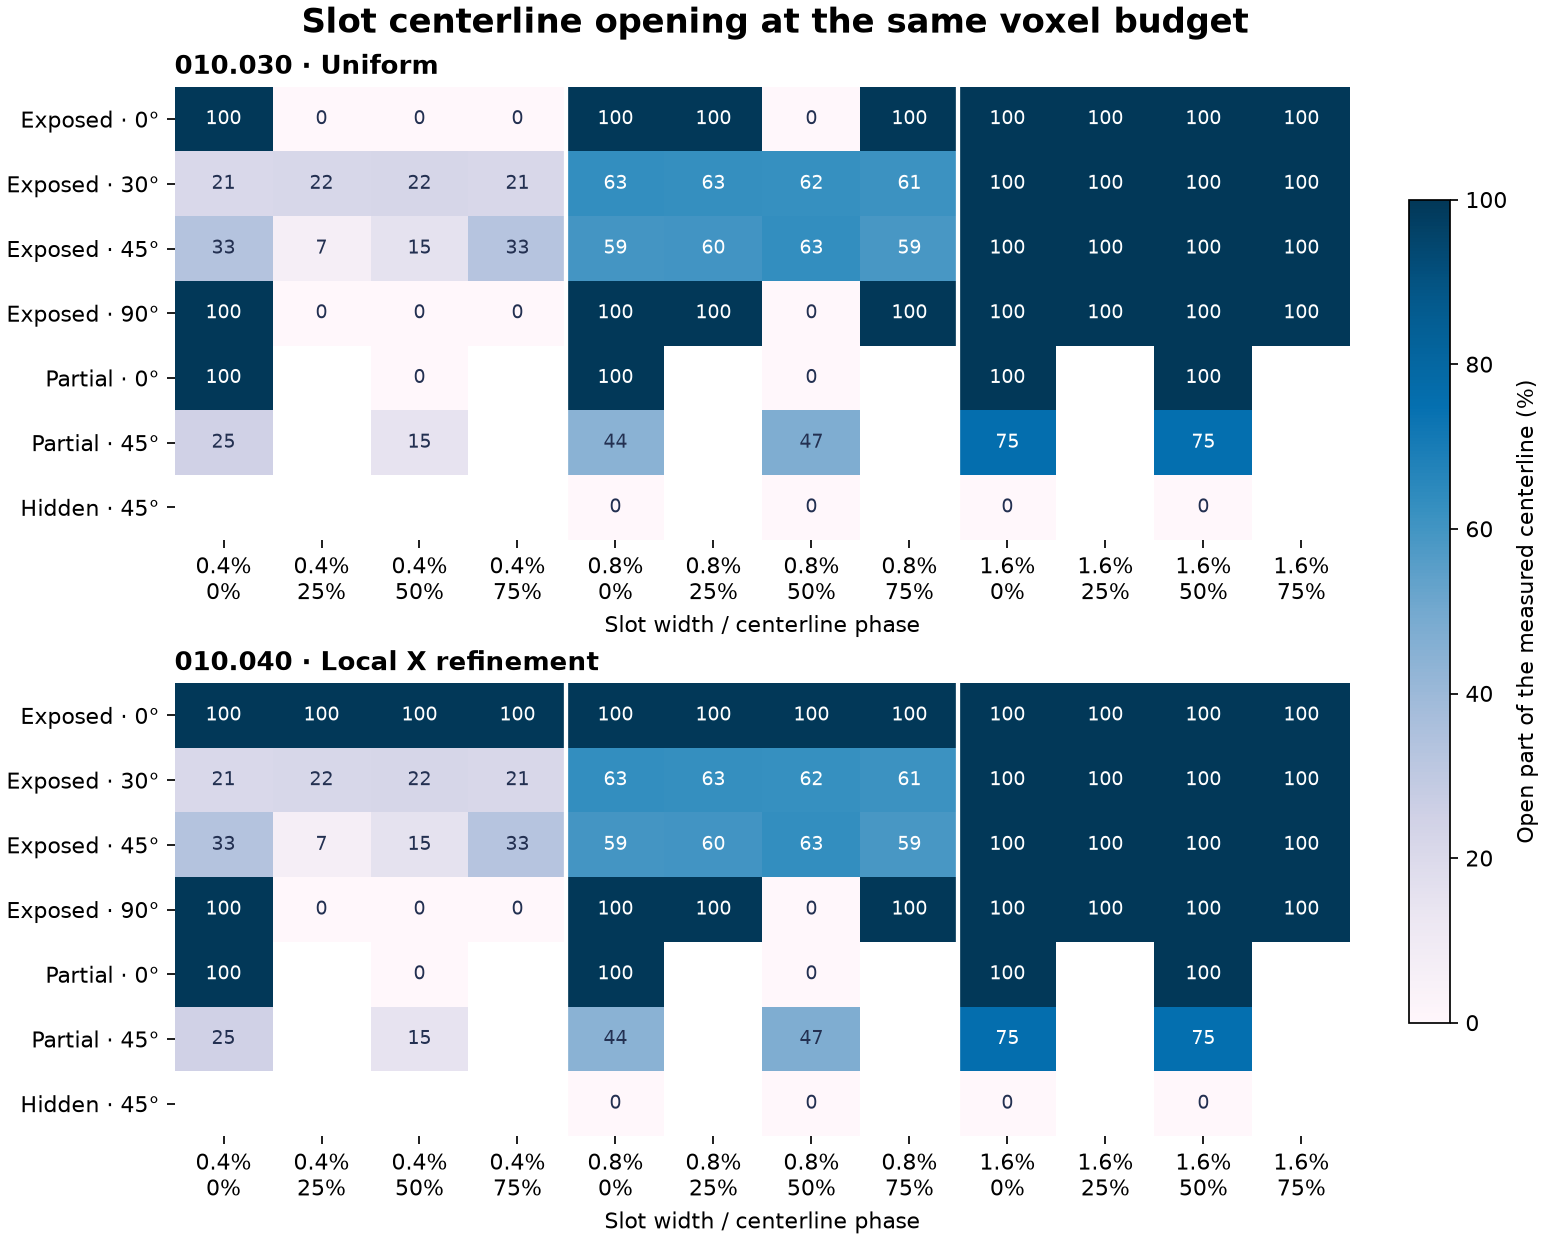 Slot centerline opening at the same voxel budget
010.030 · Uniform
Exposed · 0° 100 0 0 0 100 100 0 100 100 100 100 100
Exposed · 30° 21 22 22 21 63 63 62 61 100 100 100 100
Exposed · 45° 33 7 15 33 59 60 63 59 100 100 100 100
Exposed · 90° 100 0 0 0 100 100 0 100 100 100 100 100
Partial · 0° 100 0 100 0 100 100
Partial · 45° 25 15 44 47 75 75
Hidden · 45° 0 0 0 0
0.4% 0.4% 0.4% 0.4% 0.8% 0.8% 0.8% 0.8% 1.6% 1.6% 1.6% 1.6%
0% 25% 50% 75% 0% 25% 50% 75% 0% 25% 50% 75%
Slot width / centerline phase
010.040 · Local X refinement
Exposed · 0° 100 100 100 100 100 100 100 100 100 100 100 100
Exposed · 30° 21 22 22 21 63 63 62 61 100 100 100 100
Exposed · 45° 33 7 15 33 59 60 63 59 100 100 100 100
Exposed · 90° 100 0 0 0 100 100 0 100 100 100 100 100
Partial · 0° 100 0 100 0 100 100
Partial · 45° 25 15 44 47 75 75
Hidden · 45° 0 0 0 0
0.4% 0.4% 0.4% 0.4% 0.8% 0.8% 0.8% 0.8% 1.6% 1.6% 1.6% 1.6%
0% 25% 50% 75% 0% 25% 50% 75% 0% 25% 50% 75%
Slot width / centerline phase
100
80
60
40
20
0
Open part of the measured centerline (%)